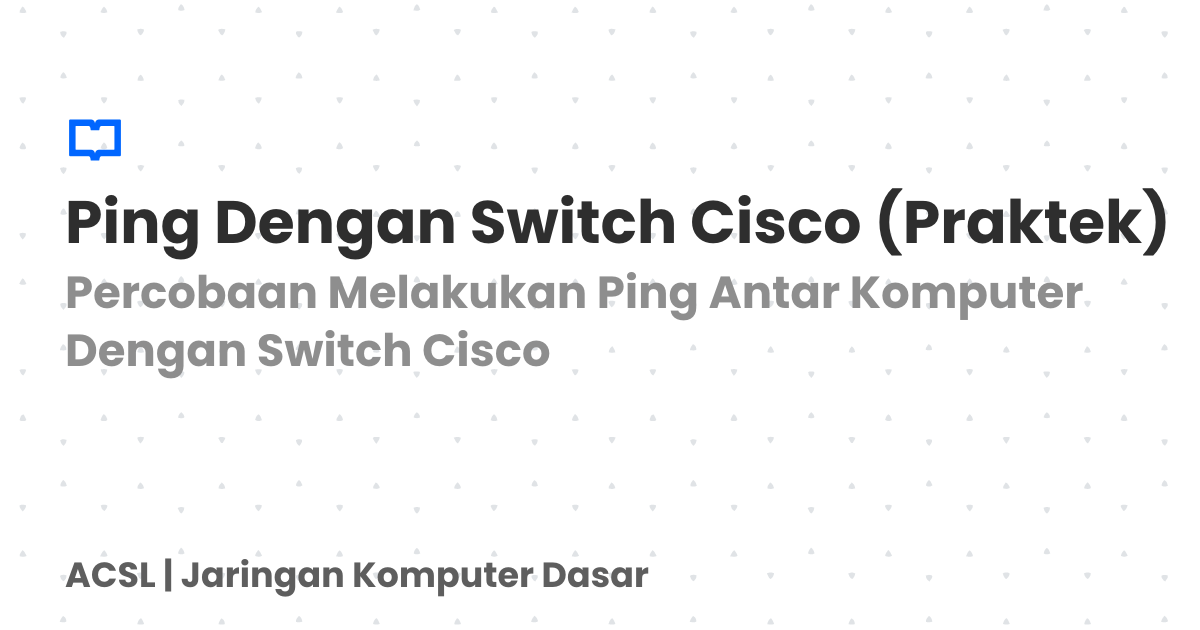 Ping Dengan Switch Cisco (Praktek)
Percobaan Melakukan Ping Antar Komputer
Dengan Switch Cisco
ACSL | Jaringan Komputer Dasar